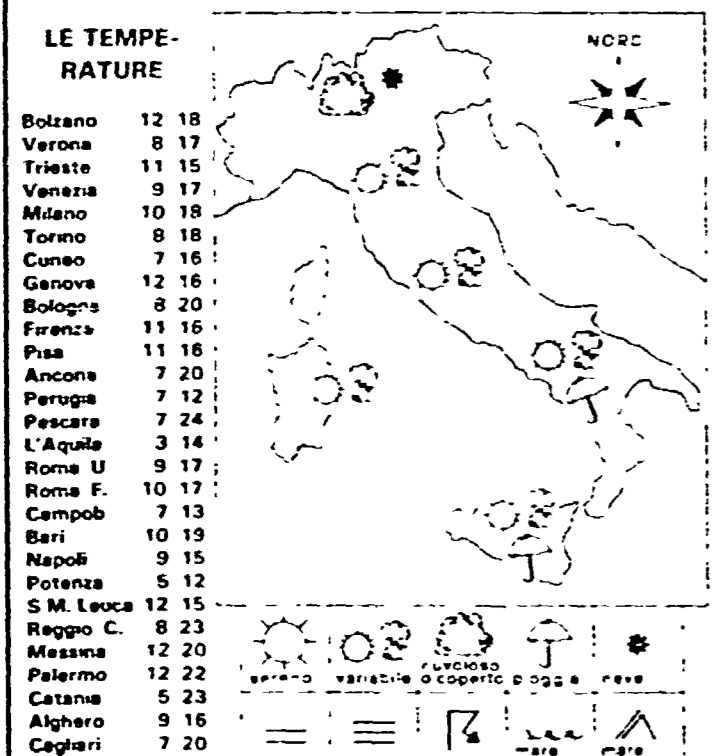 LE TEMPE-
RATURE
Bolzano 12 18
Verona 8 17
Trieste 11 15
Venezia 9 17
Milano 10 18
Torino 8 18
Cuneo 7 16
Genova 12 16
Bologna 8 20
Firenze 11 16
Pisa 11 16
Ancona 7 20
Perugia 7 12
Pescara 7 24
L'Aquila 3 14
Roma U 9 17
Roma F. 10 17
Campob 7 13
Bari 10 19
Napoli 9 15
Potenza 5 12
S M. Leuca 12 15
Reggio C. 8 23
Messina 12 20
Palermo 12 22
Catania 5 23
Alghero 9 16
Cagliari 7 20
NORD
sereno
variabile
nuvoloso
o coperto
pioggia
neve
mare
mare